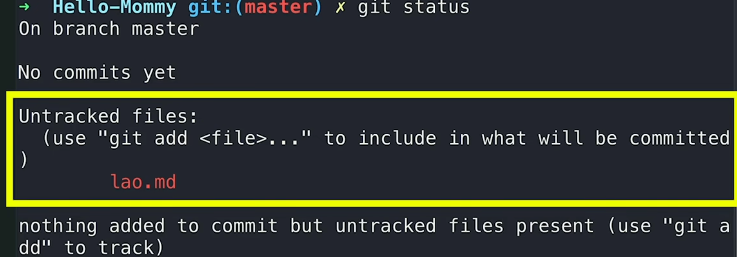 ➜  Hello-Mommy git:(master) ✗ git status
On branch master
No commits yet
Untracked files:
  (use "git add <file>..." to include in what will be committed
)
        lao.md
nothing added to commit but untracked files present (use "git a
dd" to track)